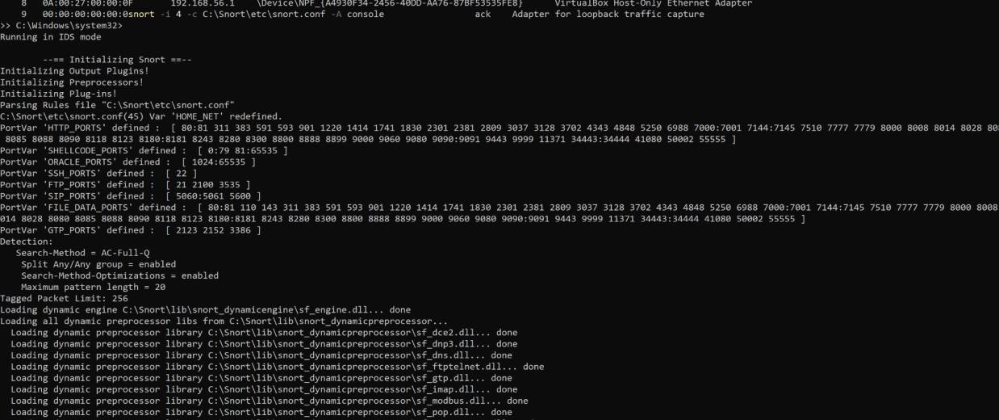 8 0A:00:27:00:00:0F 192.168.56.1 \Device\NPF_{A4930F34-2456-40DD-AA76-87BF53535FE8} VirtualBox Host-Only Ethernet Adapter
9 00:00:00:00:00:0snort -i 4 -c C:\Snort\etc\snort.conf -A console ack Adapter for loopback traffic capture
>> C:\Windows\system32>
Running in IDS mode
--== Initializing Snort ==--
Initializing Output Plugins!
Initializing Preprocessors!
Initializing Plug-ins!
Parsing Rules file "C:\Snort\etc\snort.conf"
C:\Snort\etc\snort.conf(45) Var 'HOME_NET' redefined.
PortVar 'HTTP_PORTS' defined : [ 80:81 311 383 591 593 901 1220 1414 1741 1830 2301 2381 2809 3037 3128 3702 4343 4848 5250 6988 7000:7001 7144:7145 7510 7777 7779 8000 8008 8014 8028 80
8085 8088 8090 8118 8123 8180:8181 8243 8280 8300 8800 8888 8899 9000 9060 9080 9090:9091 9443 9999 11371 34443:34444 41080 50002 55555 ]
PortVar 'SHELLCODE_PORTS' defined : [ 0:79 81:65535 ]
PortVar 'ORACLE_PORTS' defined : [ 1024:65535 ]
PortVar 'SSH_PORTS' defined : [ 22 ]
PortVar 'FTP_PORTS' defined : [ 21 2100 3535 ]
PortVar 'SIP_PORTS' defined : [ 5060:5061 5600 ]
PortVar 'FILE_DATA_PORTS' defined : [ 80:81 110 143 311 383 591 593 901 1220 1414 1741 1830 2301 2381 2809 3037 3128 3702 4343 4848 5250 6988 7000:7001 7144:7145 7510 7777 7779 8000 8008
014 8028 8080 8085 8088 8090 8118 8123 8180:8181 8243 8280 8300 8800 8888 8899 9000 9060 9080 9090:9091 9443 9999 11371 34443:34444 41080 50002 55555 ]
PortVar 'GTP_PORTS' defined : [ 2123 2152 3386 ]
Detection:
Search-Method = AC-Full-Q
Split Any/Any group = enabled
Search-Method-Optimizations = enabled
Maximum pattern length = 20
Tagged Packet Limit: 256
Loading dynamic engine C:\Snort\lib\snort_dynamicengine\sf_engine.dll... done
Loading all dynamic preprocessor libs from C:\Snort\lib\snort_dynamicpreprocessor...
Loading dynamic preprocessor library C:\Snort\lib\snort_dynamicpreprocessor\sf_dce2.dll... done
Loading dynamic preprocessor library C:\Snort\lib\snort_dynamicpreprocessor\sf_dnp3.dll... done
Loading dynamic preprocessor library C:\Snort\lib\snort_dynamicpreprocessor\sf_dns.dll... done
Loading dynamic preprocessor library C:\Snort\lib\snort_dynamicpreprocessor\sf_ftptelnet.dll... done
Loading dynamic preprocessor library C:\Snort\lib\snort_dynamicpreprocessor\sf_gtp.dll... done
Loading dynamic preprocessor library C:\Snort\lib\snort_dynamicpreprocessor\sf_imap.dll... done
Loading dynamic preprocessor library C:\Snort\lib\snort_dynamicpreprocessor\sf_modbus.dll... done
Loading dynamic preprocessor library C:\Snort\lib\snort_dynamicpreprocessor\sf_pop.dll... done